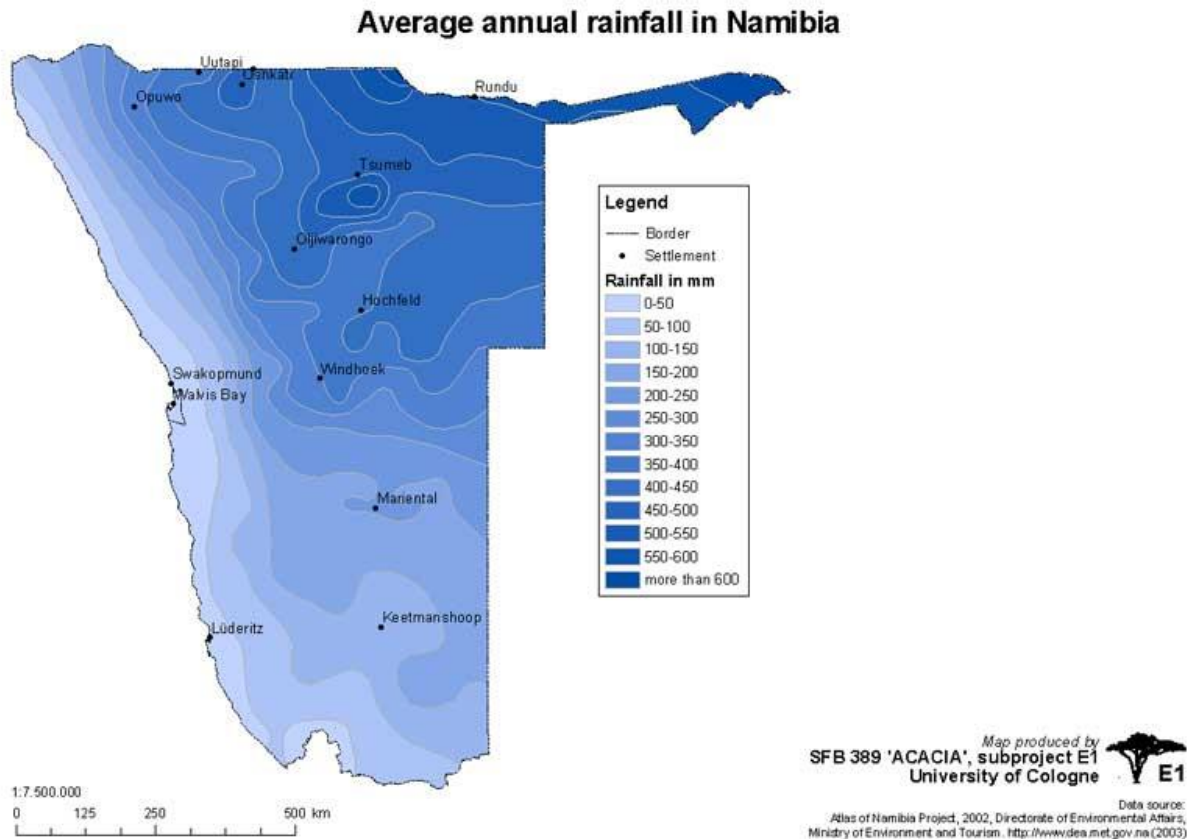 Average annual rainfall in Namibia
Uutapi
Oshkati
Opuwo
Rundu
Tsumeb
Otjiwarongo
Hochfeld
Swakopmund
Windhoek
Walvis Bay
Mariental
Keetmanshoop
Lüderitz
Legend
Border
Settlement
Rainfall in mm
0-50
50-100
100-150
150-200
200-250
250-300
300-350
350-400
400-450
450-500
500-550
550-600
more than 600
1:7.500.000
0 125 250 500 km
Map produced by
SFB 389 'ACACIA', subproject E1
University of Cologne
E1
Data source:
Atlas of Namibia Project, 2002, Directorate of Environmental Affairs,
Ministry of Environment and Tourism. http://www.dea.met.gov.na (2003)